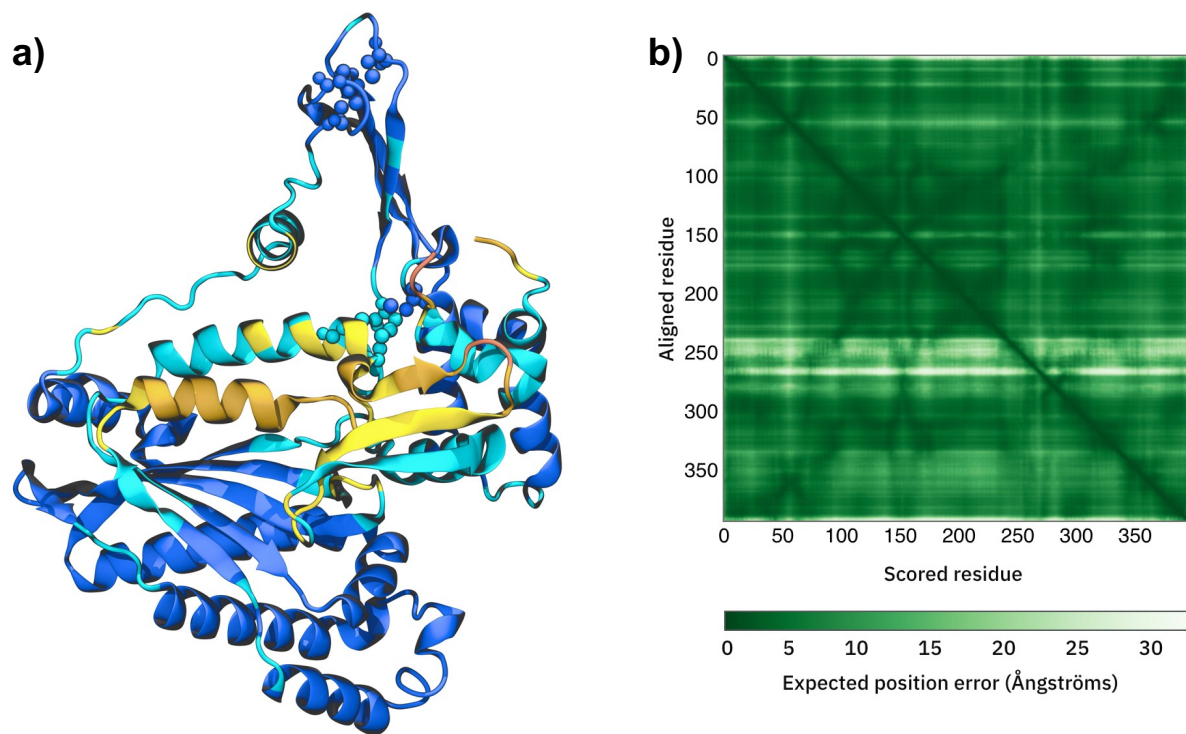 a)
b)
0
50
100
150
200
250
300
350
Aligned residue
0 50 100 150 200 250 300 350
Scored residue
0 5 10 15 20 25 30
Expected position error (Ångströms)